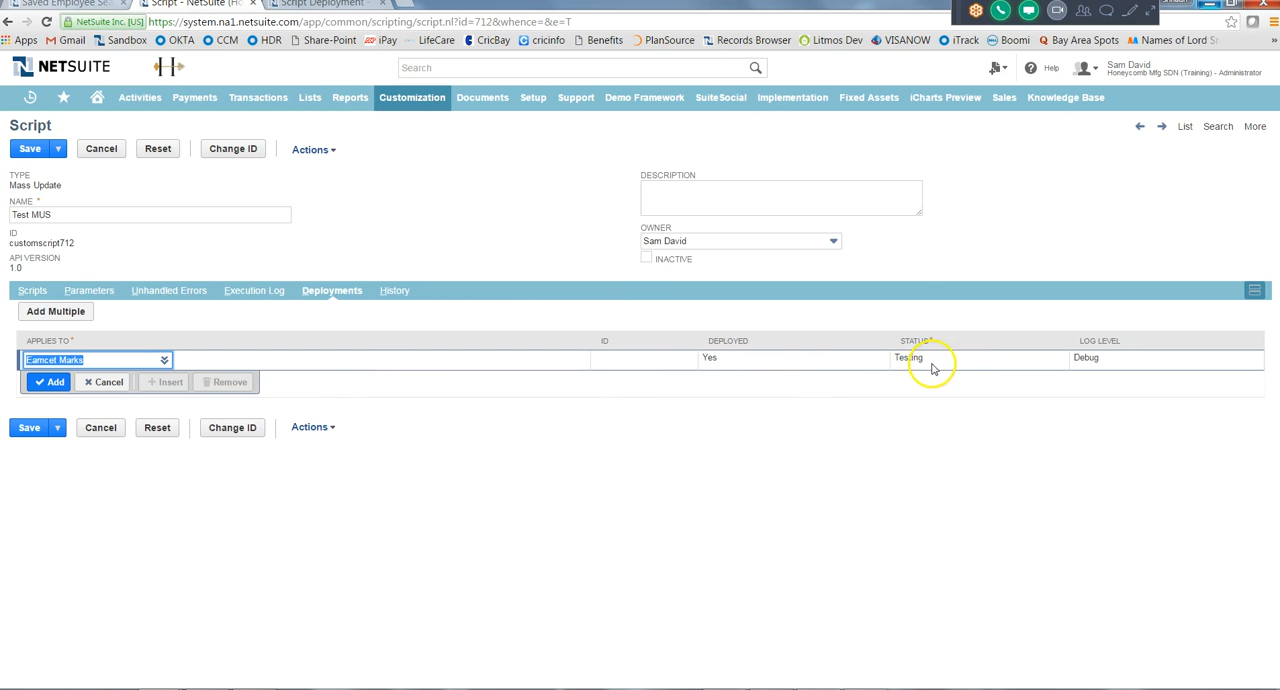 Saved Employee Sea
Script - NetSuite (Ho
Script Deployment -
NetSuite Inc. [US] https://system.na1.netsuite.com/app/common/scripting/script.nl?id=712&whence=&e=T
Apps Gmail Sandbox OKTA CCM HDR Share-Point iPay LifeCare CricBay cricinfo Benefits PlanSource Records Browser Litmos Dev VISANOW iTrack Boomi Bay Area Spots Names of Lord S
NETSUITE
Search
Help
Sam David
Honeycomb Mfg SDN (Training) - Administrator
Activities Payments Transactions Lists Reports Customization Documents Setup Support Demo Framework SuiteSocial Implementation Fixed Assets iCharts Preview Sales Knowledge Base
Script
List Search More
Save Cancel Reset Change ID Actions
TYPE
Mass Update
NAME *
Test MUS
ID
customscript712
API VERSION
1.0
DESCRIPTION
OWNER
Sam David
INACTIVE
Scripts Parameters Unhandled Errors Execution Log Deployments History
Add Multiple
APPLIES TO * ID DEPLOYED STATUS * LOG LEVEL
Eamcet Marks Yes Testing Debug
Add Cancel Insert Remove
Save Cancel Reset Change ID Actions